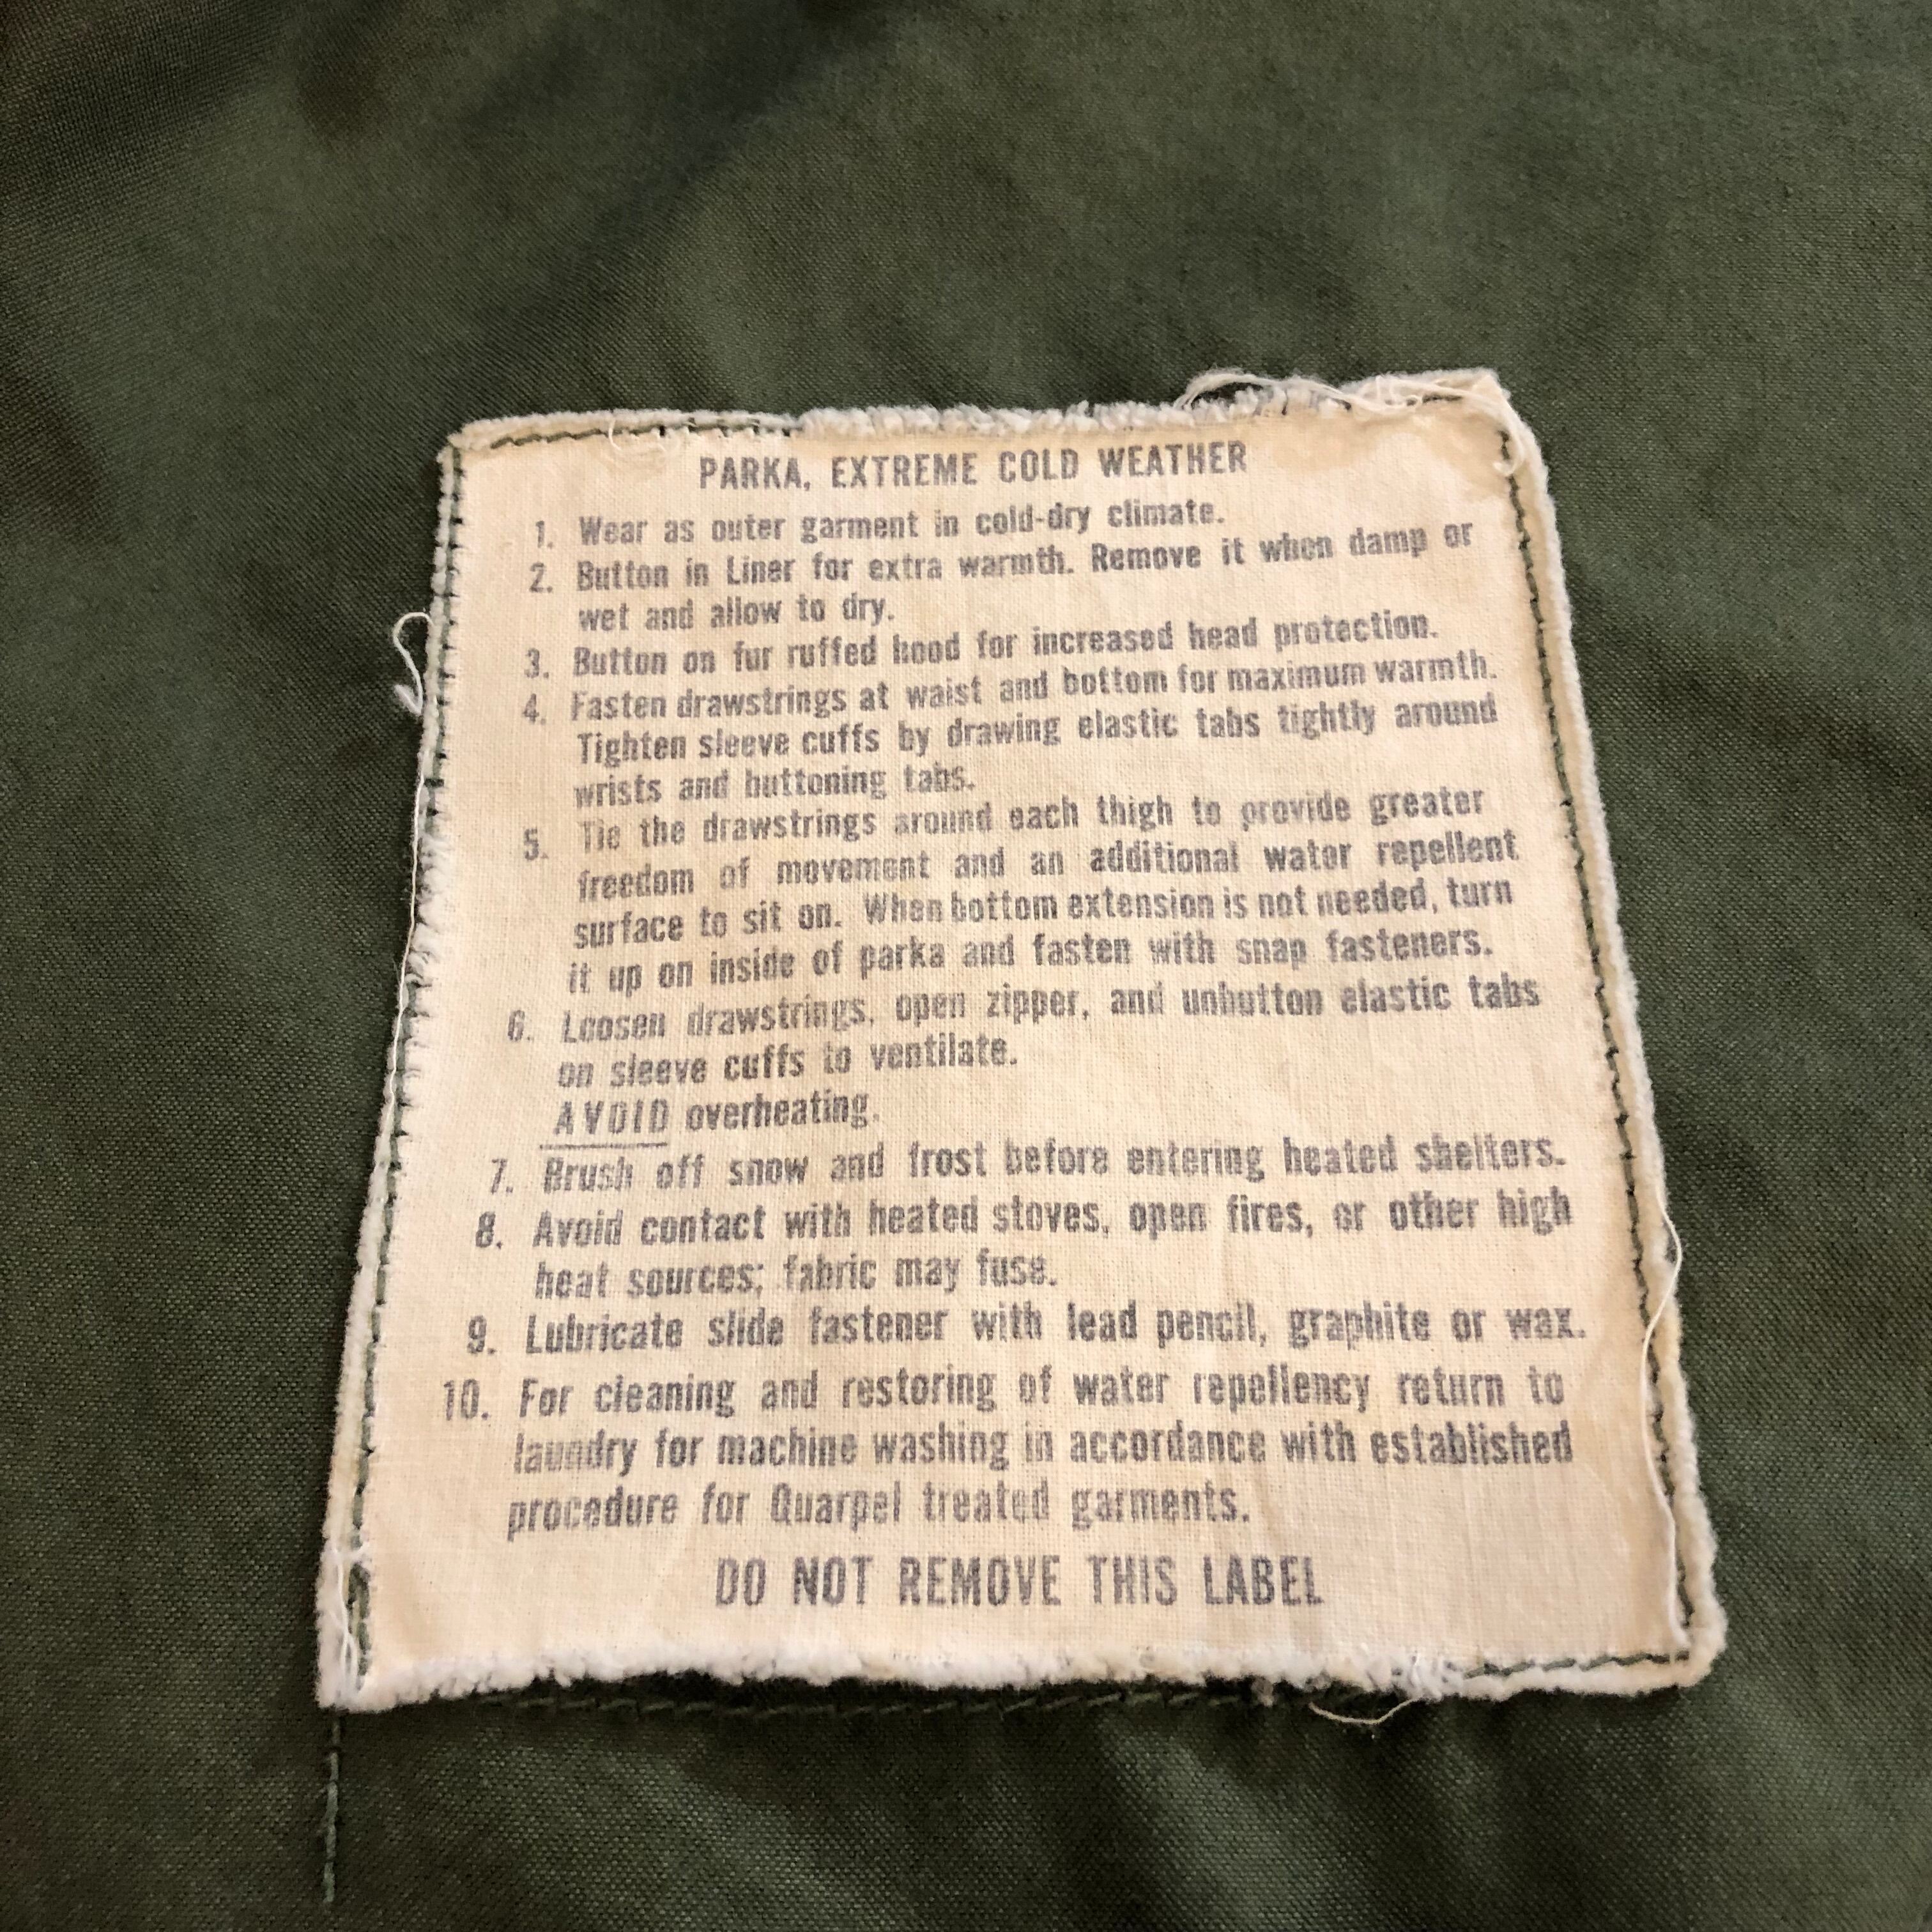 PARKA, EXTREME COLD WEATHER
1. Wear as outer garment in cold-dry climate.
2. Button in Liner for extra warmth. Remove it when damp or
wet and allow to dry.
3. Button on fur ruffed hood for increased head protection.
4. Fasten drawstrings at waist and bottom for maximum warmth.
Tighten sleeve cuffs by drawing elastic tabs tightly around
wrists and buttoning tabs.
5. Tie the drawstrings around each thigh to provide greater
freedom of movement and an additional water repellent
surface to sit on. When bottom extension is not needed, turn
it up on inside of parka and fasten with snap fasteners.
6. Loosen drawstrings, open zipper, and unbutton elastic tabs
on sleeve cuffs to ventilate.
AVOID overheating.
7. Brush off snow and frost before entering heated shelters.
8. Avoid contact with heated stoves, open fires, or other high
heat sources; fabric may fuse.
9. Lubricate slide fastener with lead pencil, graphite or wax.
10. For cleaning and restoring of water repellency return to
laundry for machine washing in accordance with established
procedure for Quarpel treated garments.
DO NOT REMOVE THIS LABEL